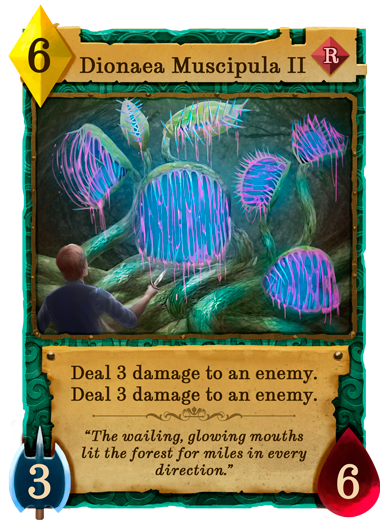 6
Dionaea Muscipula II
R
Deal 3 damage to an enemy.
Deal 3 damage to an enemy.
“The wailing, glowing mouths
lit the forest for miles in every
direction.”
3
6